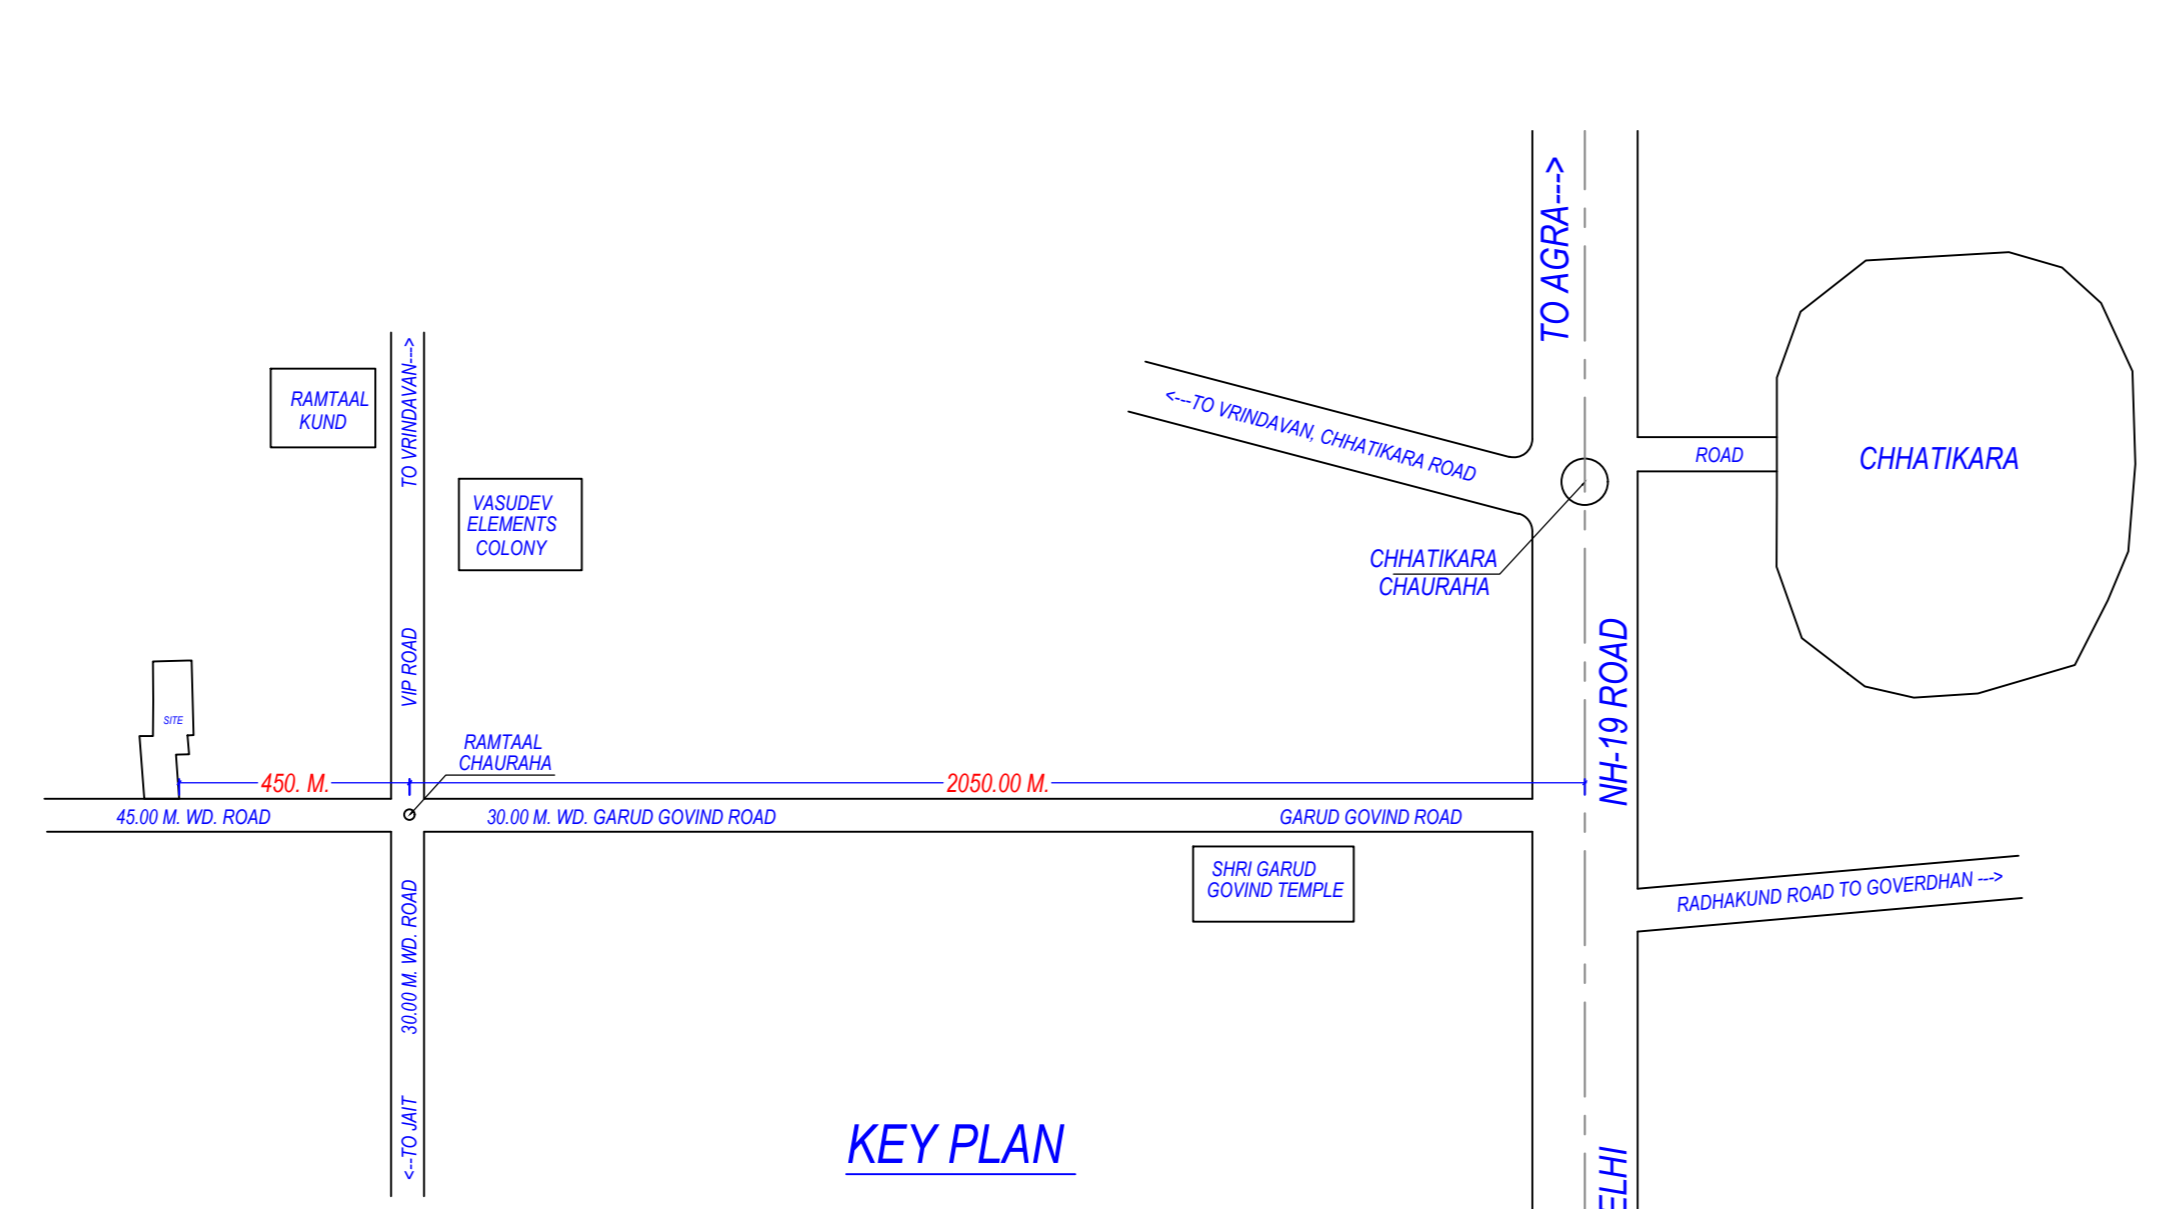 TO AGRA--->
RAMTAAL
KUND
TO VRINDAVAN--->
<---TO VRINDAVAN, CHHATIKARA ROAD
ROAD
CHHATIKARA
VASUDEV
ELEMENTS
COLONY
CHHATIKARA
CHAURAHA
VIP ROAD
NH-19 ROAD
SITE
RAMTAAL
CHAURAHA
450. M.
2050.00 M.
45.00 M. WD. ROAD
30.00 M. WD. GARUD GOVIND ROAD
GARUD GOVIND ROAD
SHRI GARUD
GOVIND TEMPLE
RADHAKUND ROAD TO GOVERDHAN --->
30.00 M. WD. ROAD
<--TO JAIT
KEY PLAN
ELHI